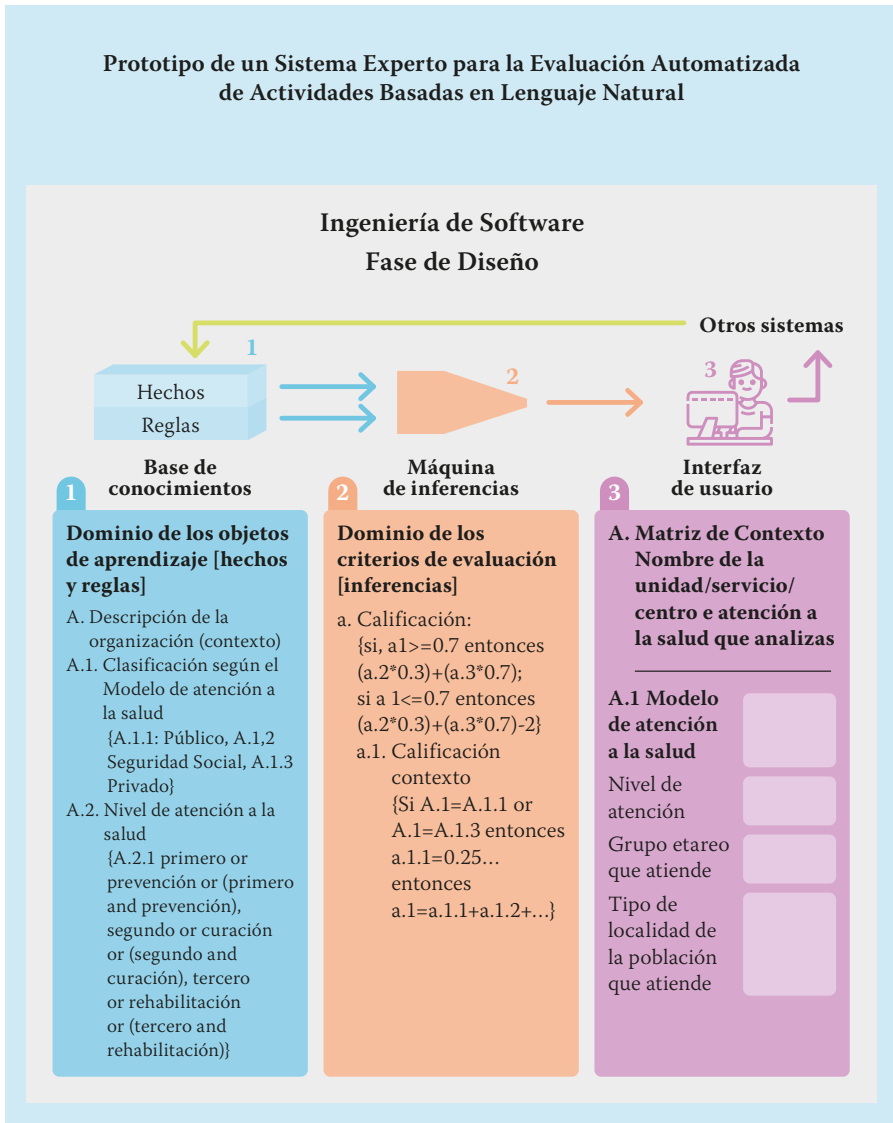 Prototipo de un Sistema Experto para la Evaluación Automatizada
de Actividades Basadas en Lenguaje Natural
Ingeniería de Software
Fase de Diseño
Otros sistemas
1
Hechos
Reglas
2
3
Base de
conocimientos
Máquina
de inferencias
Interfaz
de usuario
1
Dominio de los objetos
de aprendizaje [hechos
y reglas]
A. Descripción de la
organización (contexto)
A.1. Clasificación según el
Modelo de atención a
la salud
{A.1.1: Público, A.1,2
Seguridad Social, A.1.3
Privado}
A.2. Nivel de atención a la
salud
{A.2.1 primero or
prevención or (primero
and prevención),
segundo or curación
or (segundo and
curación), tercero
or rehabilitación
or (tercero and
rehabilitación)}
2
Dominio de los
criterios de evaluación
[inferencias]
a. Calificación:
{si, a1>=0.7 entonces
(a.2*0.3)+(a.3*0.7);
si a 1<=0.7 entonces
(a.2*0.3)+(a.3*0.7)-2}
a.1. Calificación
contexto
{Si A.1=A.1.1 or
A.1=A.1.3 entonces
a.1.1=0.25…
entonces
a.1=a.1.1+a.1.2+…}
3
A. Matriz de Contexto
Nombre de la
unidad/servicio/
centro e atención a
la salud que analizas
A.1 Modelo
de atención
a la salud
Nivel de
atención
Grupo etareo
que atiende
Tipo de
localidad de
la población
que atiende